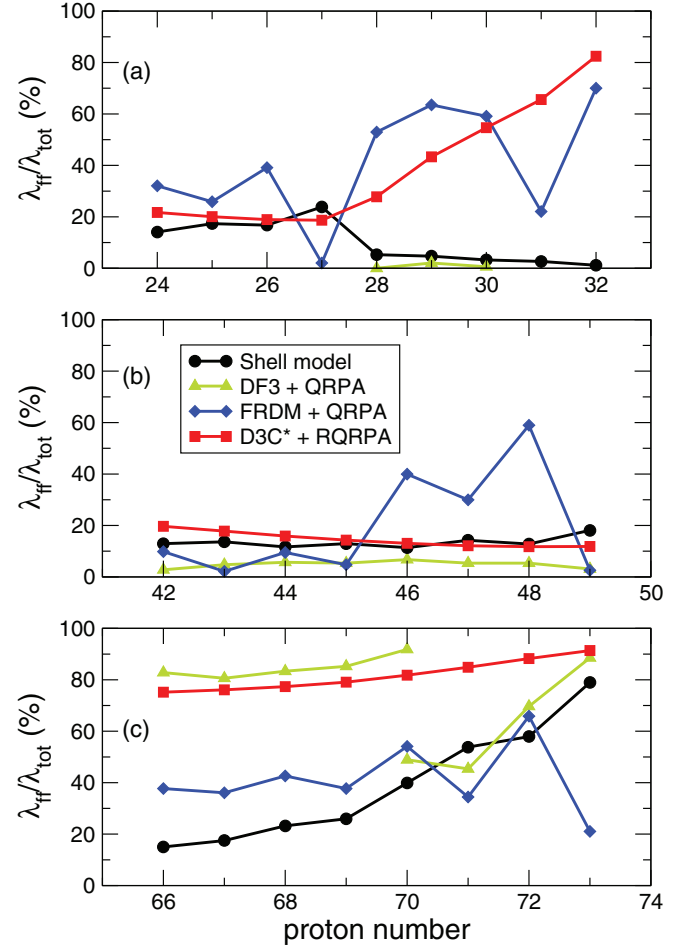 100
80
60
40
20
0
λff/λtot (%)
(a)
24 26 28 30 32
100
80
60
40
20
0
λff/λtot (%)
(b)
Shell model
DF3 + QRPA
FRDM + QRPA
D3C* + RQRPA
42 44 46 48 50
100
80
60
40
20
0
λff/λtot (%)
(c)
66 68 70 72 74
proton number